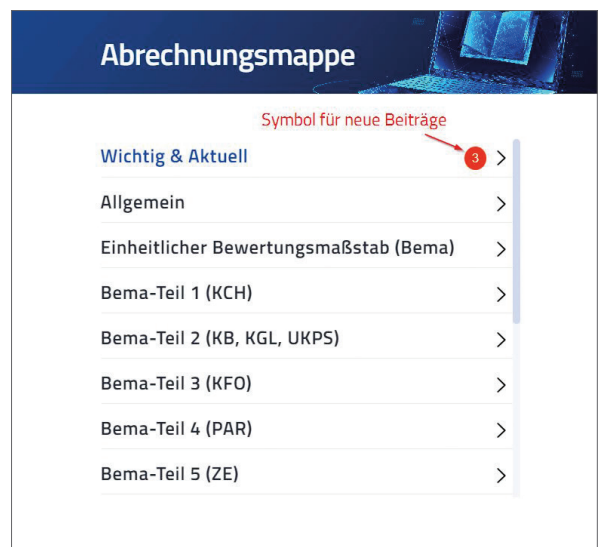 Abrechnungsmappe
Symbol für neue Beiträge
Wichtig & Aktuell 3
Allgemein
Einheitlicher Bewertungsmaßstab (Bema)
Bema-Teil 1 (KCH)
Bema-Teil 2 (KB, KGL, UKPS)
Bema-Teil 3 (KFO)
Bema-Teil 4 (PAR)
Bema-Teil 5 (ZE)